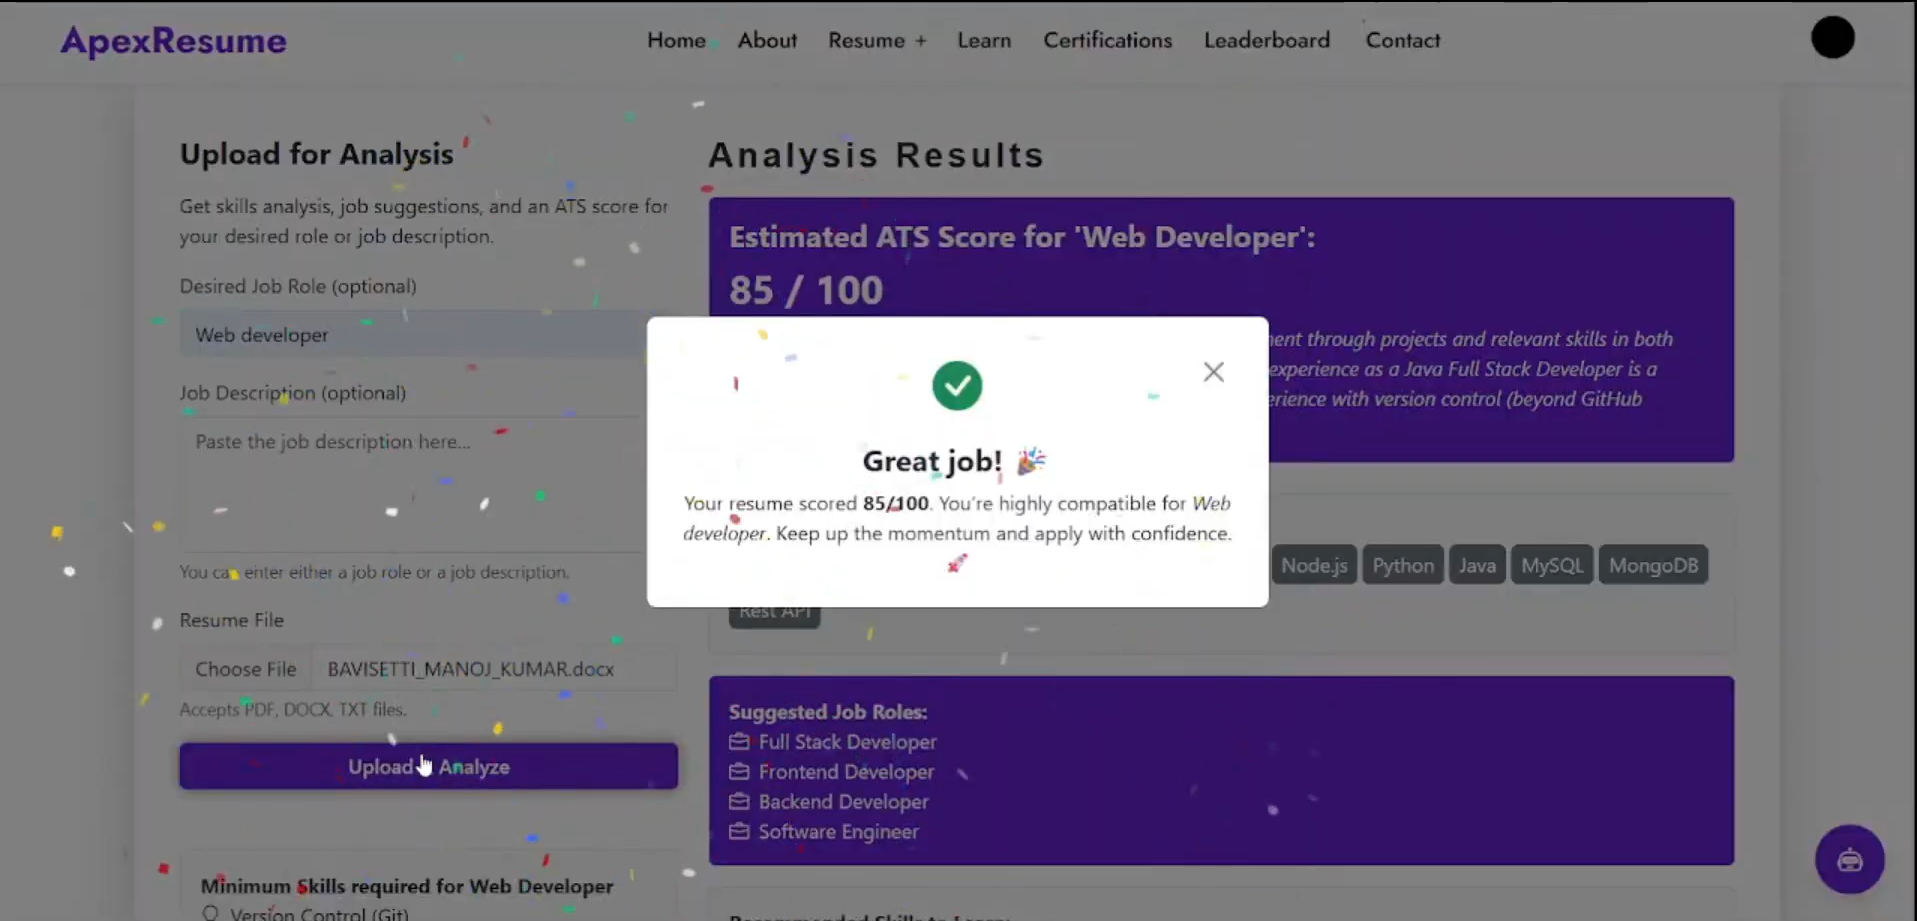 ApexResume
Home About Resume + Learn Certifications Leaderboard Contact
Upload for Analysis
Get skills analysis, job suggestions, and an ATS score for
your desired role or job description.
Desired Job Role (optional)
Web developer
Job Description (optional)
Paste the job description here...
You can enter either a job role or a job description.
Resume File
Choose File BAVISETTI_MANOJ_KUMAR.docx
Accepts PDF, DOCX, TXT files.
Upload Analyze
Minimum Skills required for Web Developer
Version Control (Git)
Analysis Results
Estimated ATS Score for 'Web Developer':
85 / 100
through projects and relevant skills in both
experience as a Java Full Stack Developer is a
with version control (beyond GitHub
Great job! 🎉
Your resume scored 85/100. You're highly compatible for Web
developer. Keep up the momentum and apply with confidence.
🚀
Node.js Python Java MySQL MongoDB
Rest API
Suggested Job Roles:
Full Stack Developer
Frontend Developer
Backend Developer
Software Engineer
Recommended Skills to Learn: